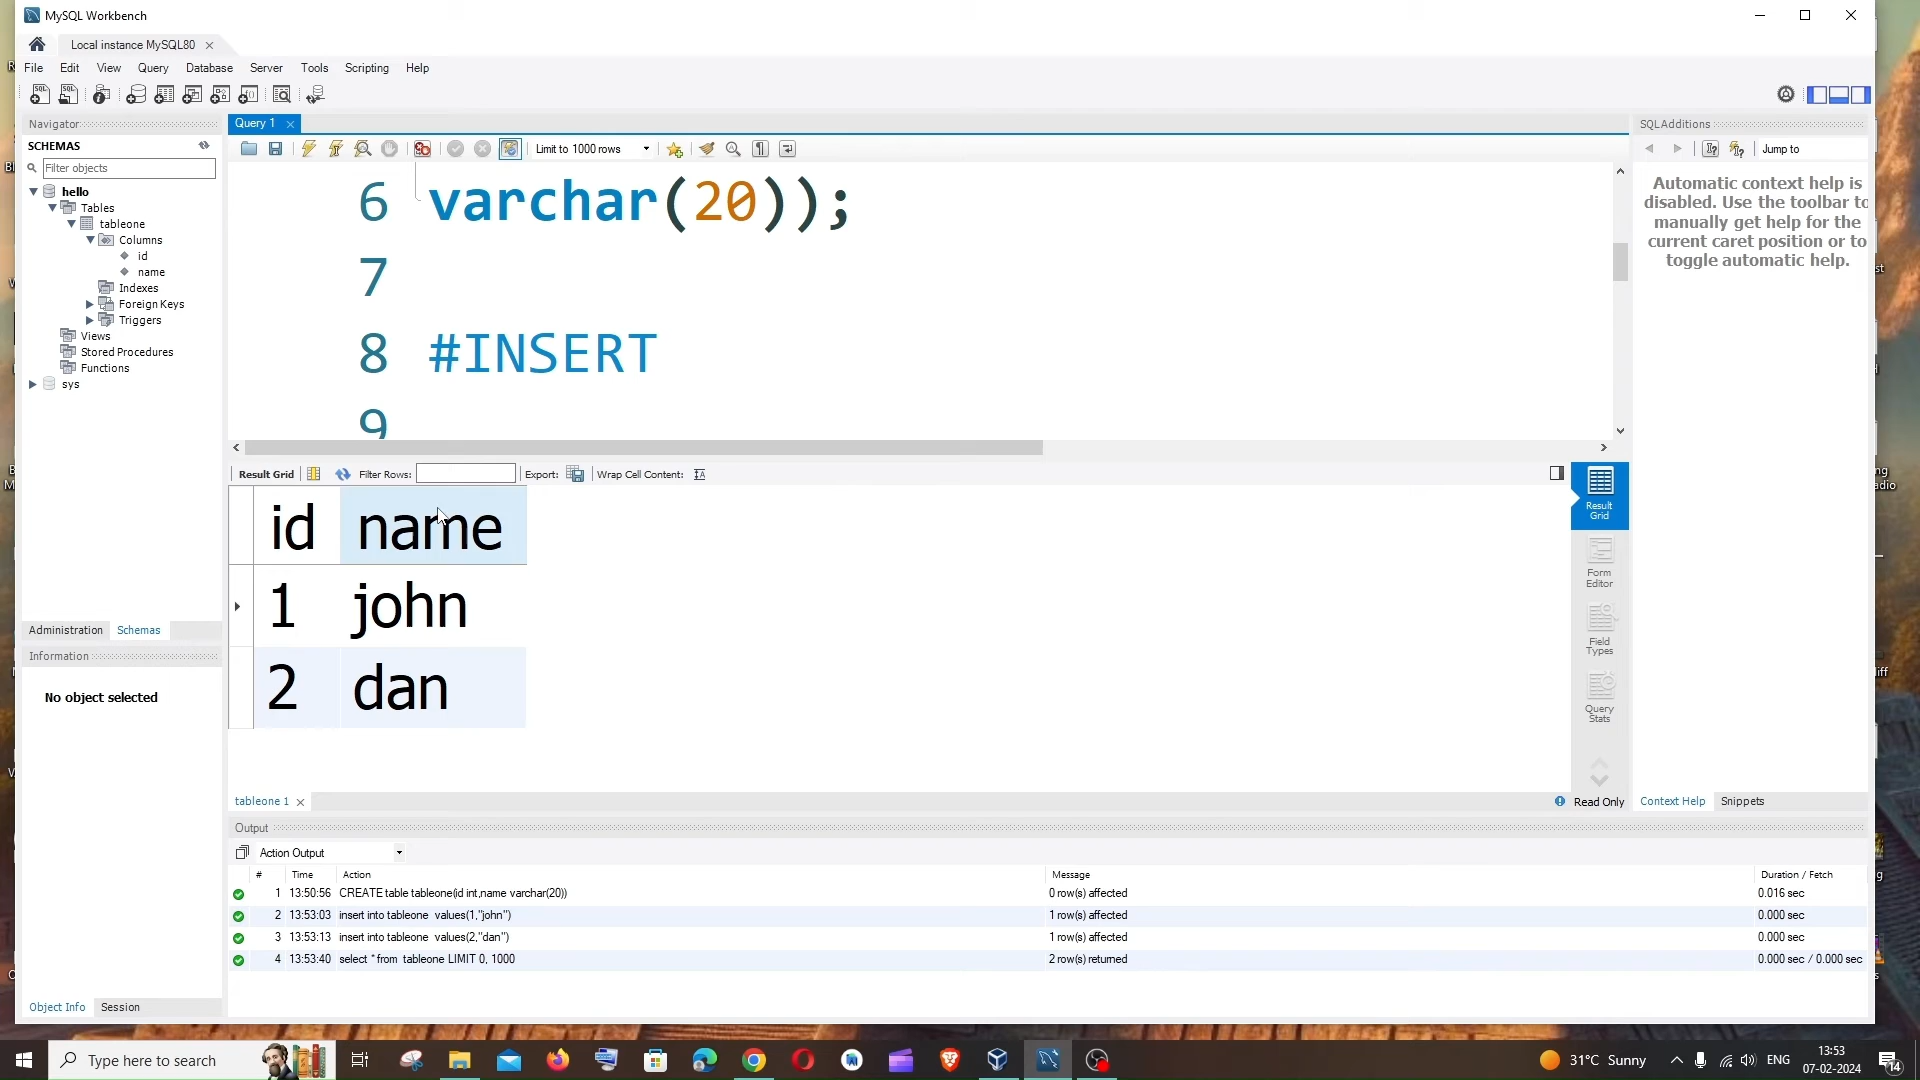 MySQL Workbench
Local instance MySQL80
File Edit View Query Database Server Tools Scripting Help
Navigator
SCHEMAS
Filter objects
hello
Tables
tableone
Columns
id
name
Indexes
Foreign Keys
Triggers
Views
Stored Procedures
Functions
sys
Administration Schemas
Information
No object selected
Object Info Session
Query 1
Limit to 1000 rows
6 varchar(20));
7
8 #INSERT
9
Result Grid Filter Rows: Export: Wrap Cell Content:
id name
1 john
2 dan
Result
Grid
Form
Editor
Field
Types
Query
Stats
tableone 1
Read Only
SQLAdditions
Jump to
Automatic context help is
disabled. Use the toolbar to
manually get help for the
current caret position or to
toggle automatic help.
Context Help Snippets
Output
Action Output
# Time Action Message Duration / Fetch
1 13:50:56 CREATE table tableone(id int,name varchar(20)) 0 row(s) affected 0.016 sec
2 13:53:03 insert into tableone values(1,"john") 1 row(s) affected 0.000 sec
3 13:53:13 insert into tableone values(2,"dan") 1 row(s) affected 0.000 sec
4 13:53:40 select * from tableone LIMIT 0, 1000 2 row(s) returned 0.000 sec / 0.000 sec
Type here to search
31°C Sunny
ENG
13:53
07-02-2024
14